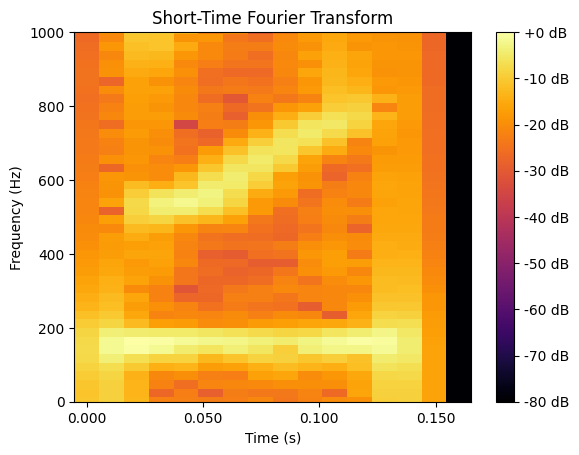 Short-Time Fourier Transform
1000
800
600
400
200
0
Frequency (Hz)
0.000
0.050
0.100
0.150
Time (s)
+0 dB
-10 dB
-20 dB
-30 dB
-40 dB
-50 dB
-60 dB
-70 dB
-80 dB